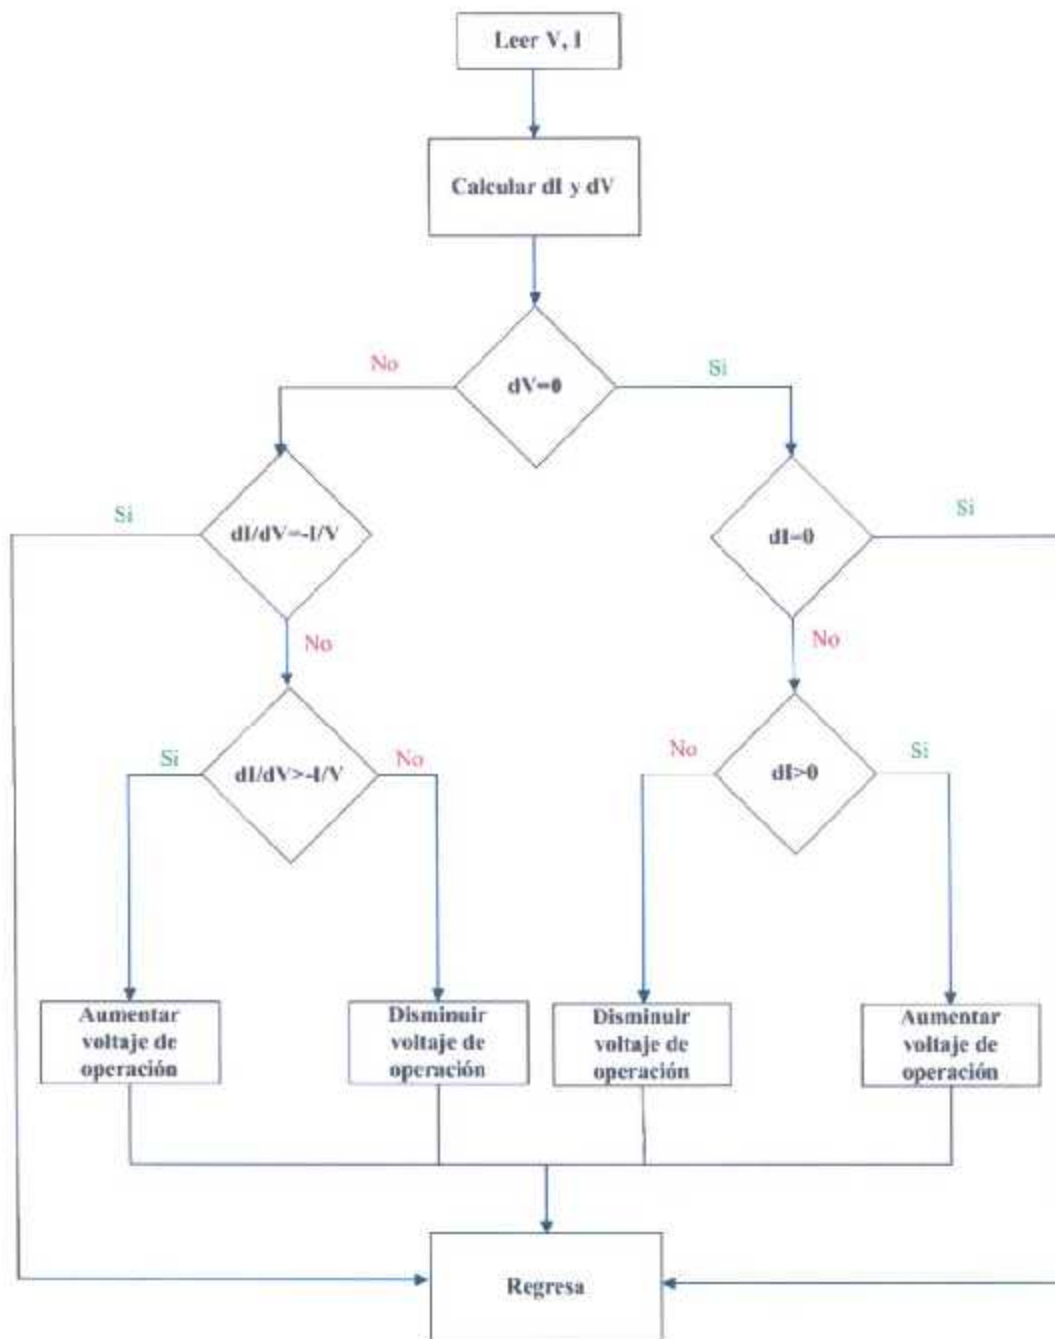 Leer V, I
Calcular dI y dV
No
Si
dV=0
Si
dI/dV=-I/V
dI=0
Si
No
No
Si
dI/dV>-I/V
No
No
dI>0
Si
Aumentar
voltaje de
operación
Disminuir
voltaje de
operación
Disminuir
voltaje de
operación
Aumentar
voltaje de
operación
Regresa